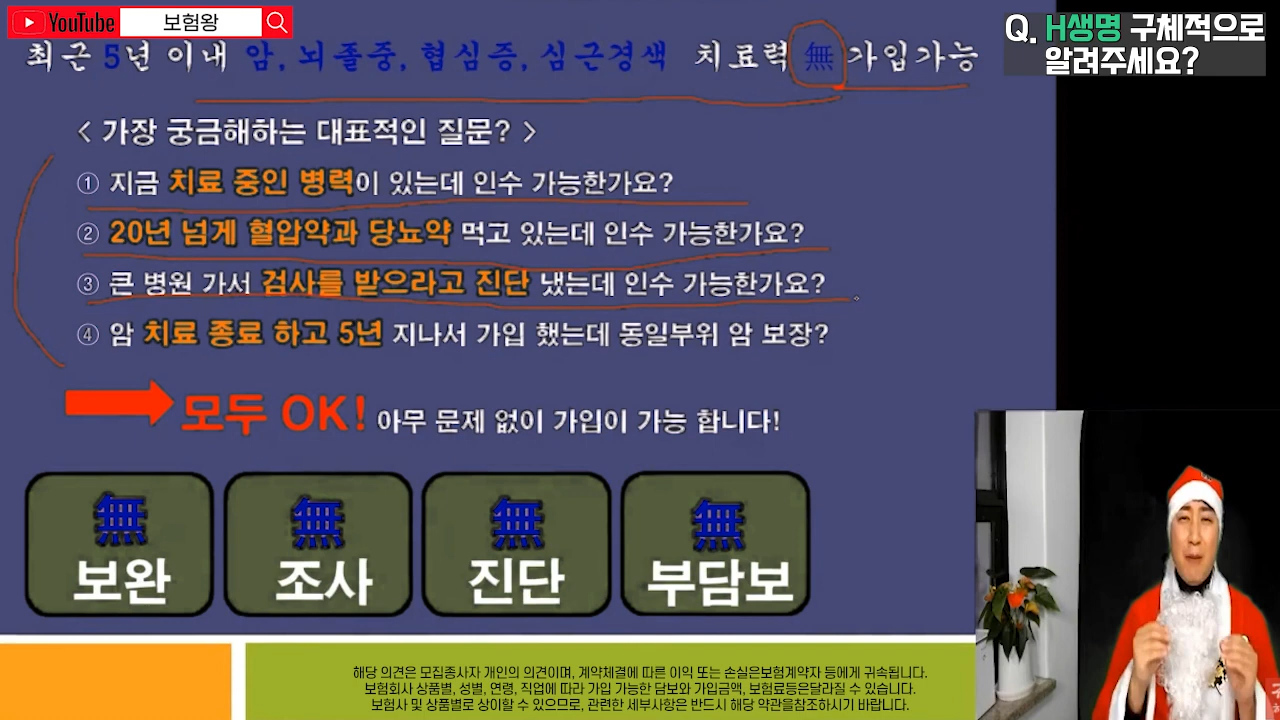 YouTube 보험왕
Q. H생명 구체적으로
알려주세요?
최근 5년 이내 암, 뇌졸중, 협심증, 심근경색 치료력 無 가입가능
< 가장 궁금해하는 대표적인 질문? >
① 지금 치료 중인 병력이 있는데 인수 가능한가요?
② 20년 넘게 혈압약과 당뇨약 먹고 있는데 인수 가능한가요?
③ 큰 병원 가서 검사를 받으라고 진단 냈는데 인수 가능한가요?
④ 암 치료 종료 하고 5년 지나서 가입 했는데 동일부위 암 보장?
모두 OK! 아무 문제 없이 가입이 가능 합니다!
無 無 無 無
보완 조사 진단 부담보
해당 의견은 모집종사자 개인의 의견이며, 계약체결에 따른 이익 또는 손실은보험계약자 등에게 귀속됩니다.
보험회사 상품별, 성별, 연령, 직업에 따라 가입 가능한 담보와 가입금액, 보험료등은달라질 수 있습니다.
보험사 및 상품별로 상이할 수 있으므로, 관련한 세부사항은 반드시 해당 약관을참조하시기 바랍니다.